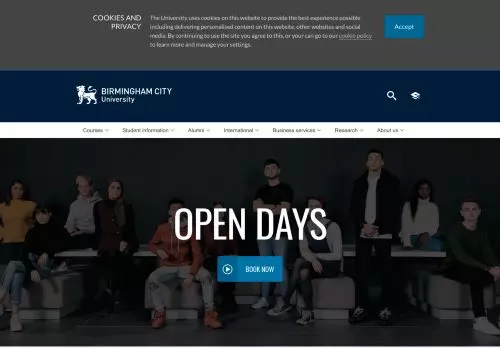 COOKIES AND
PRIVACY
The University uses cookies on this website to provide the best experience possible
including delivering personalised content on this website, other websites and social
media. By continuing to use the site you agree to this, or your can go to our cookie policy
to learn more and manage your settings.
Accept
BIRMINGHAM CITY
University
Courses
Student information
Alumni
International
Business services
Research
About us
OPEN DAYS
BOOK NOW